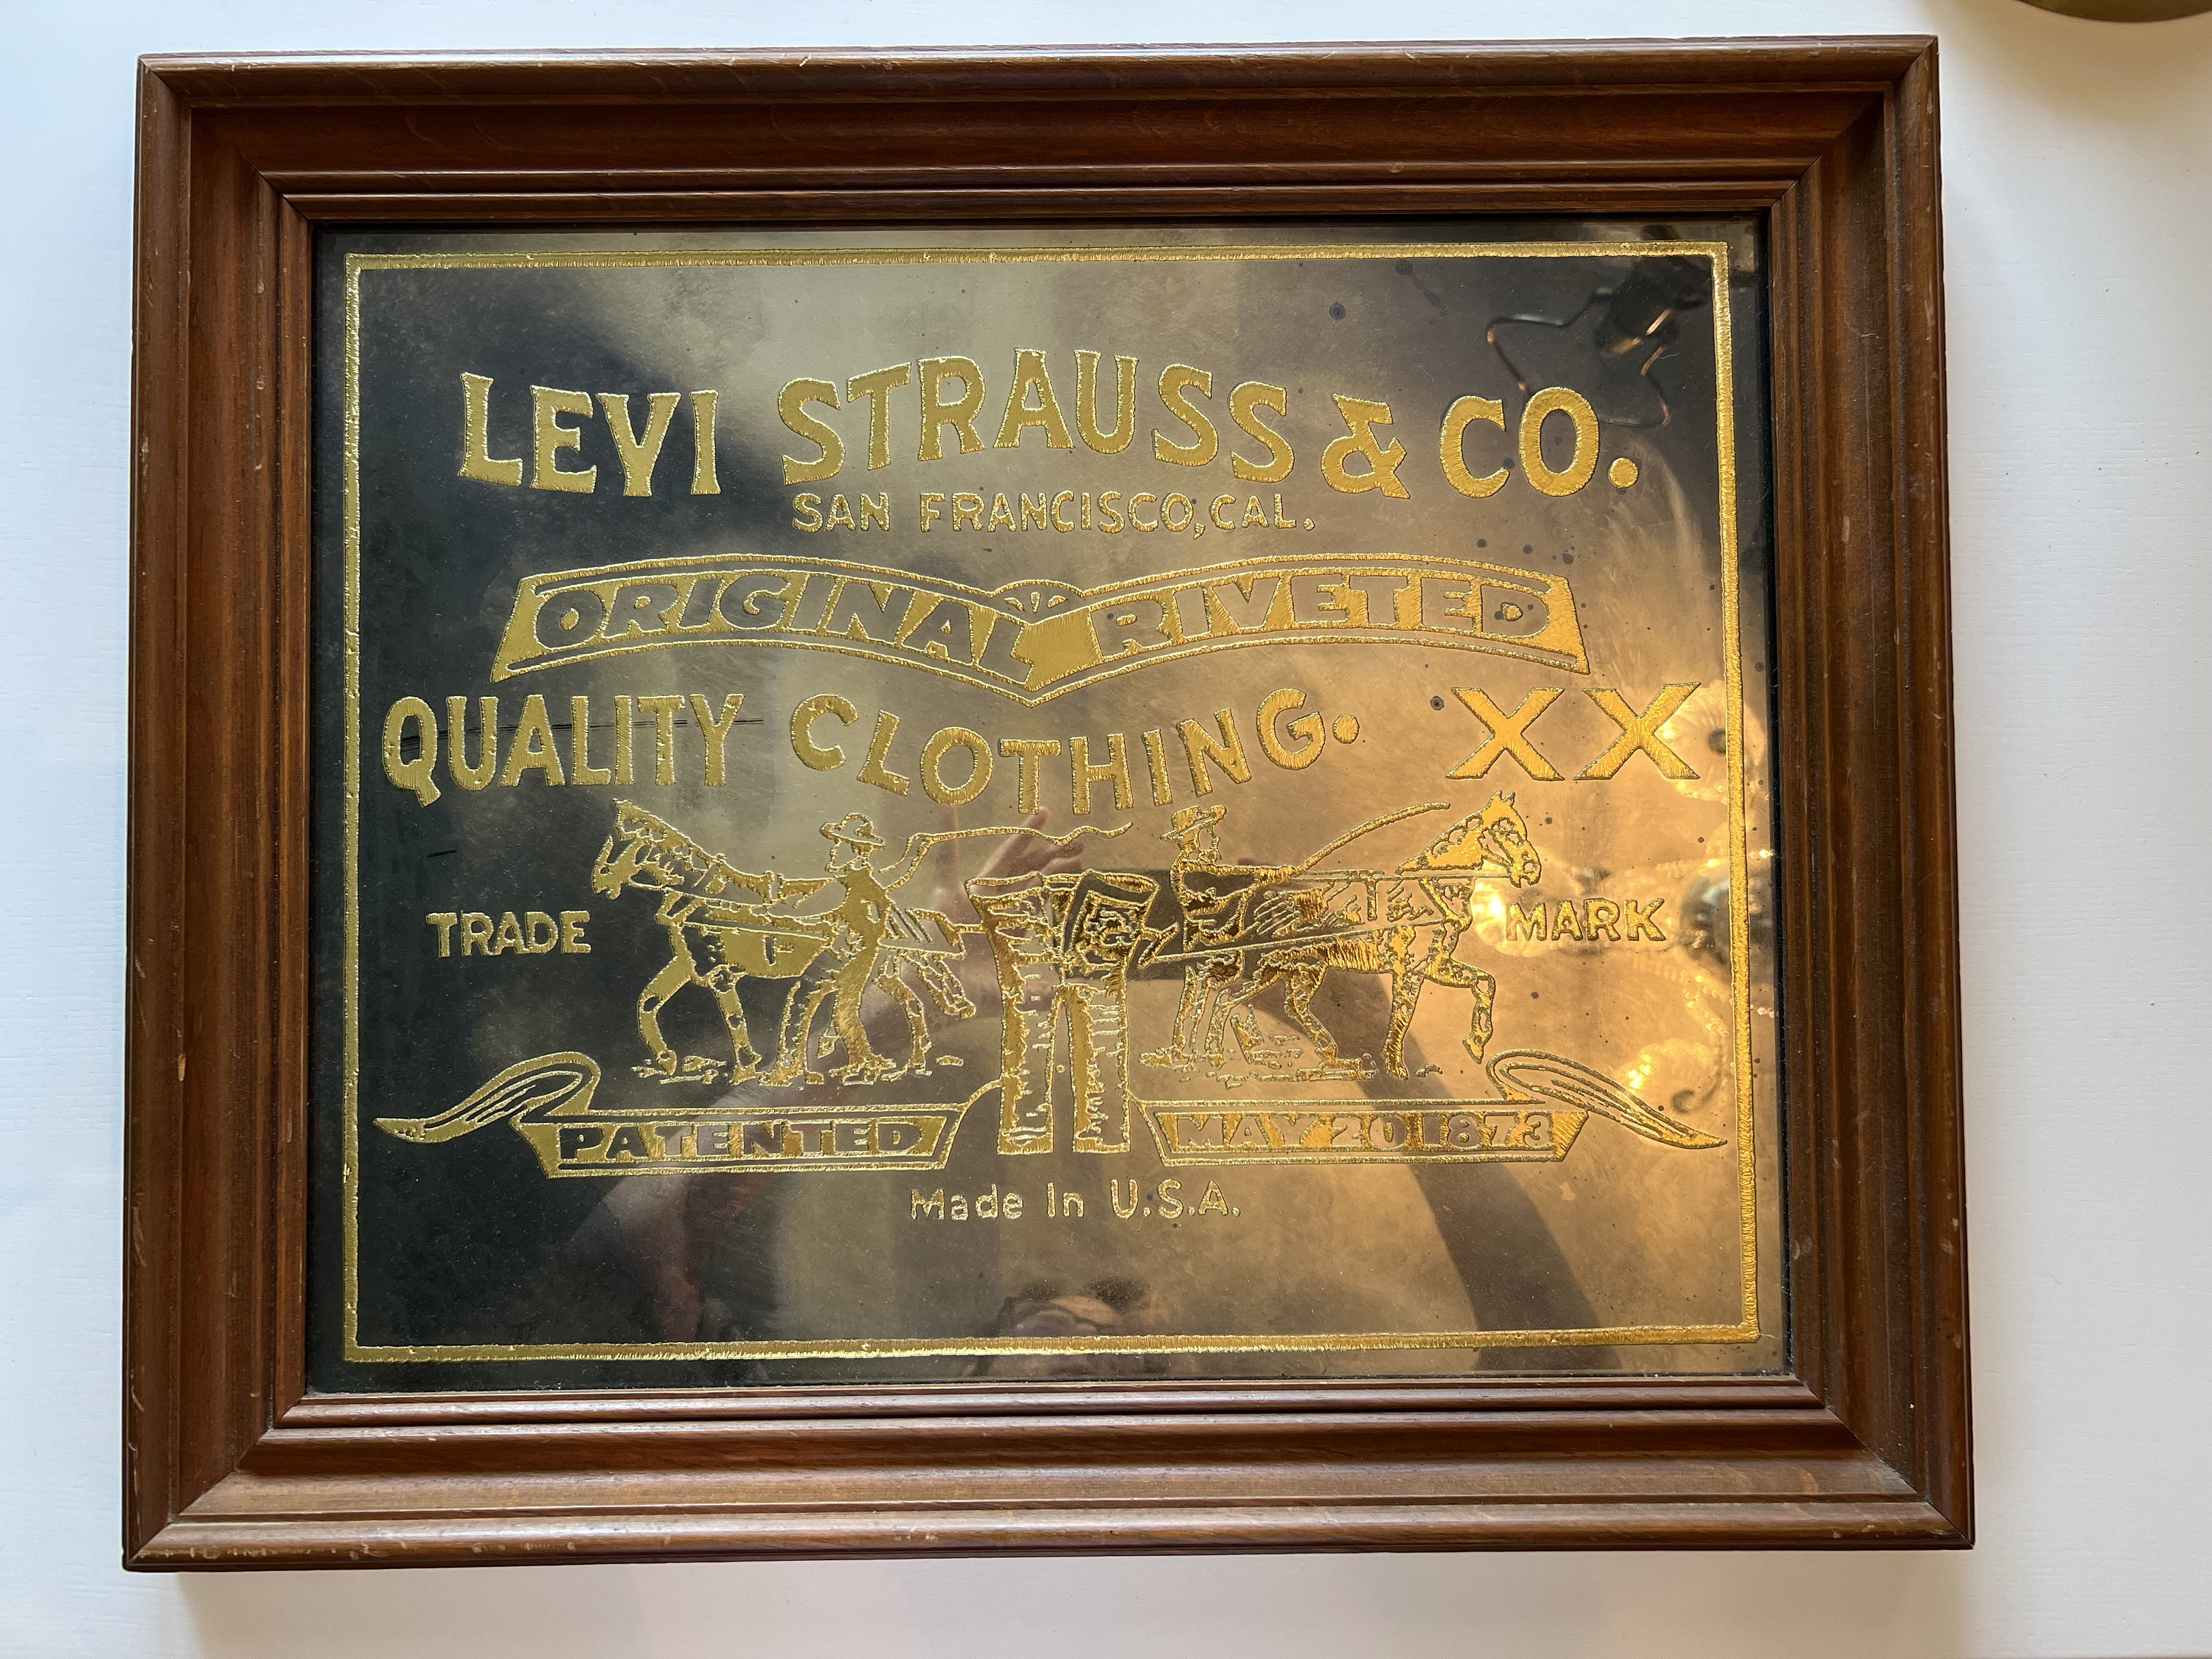 LEVI STRAUSS & CO.
SAN FRANCISCO, CAL.
ORIGINAL RIVETED
QUALITY CLOTHING. XX
TRADE MARK
PATENTED MAY 20 1873
Made In U.S.A.